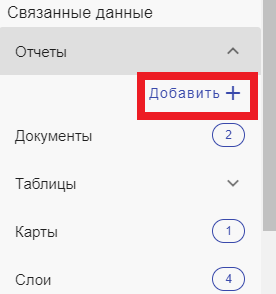 Связанные данные
Отчеты
Добавить +
Документы 2
Таблицы
Карты 1
Слои 4